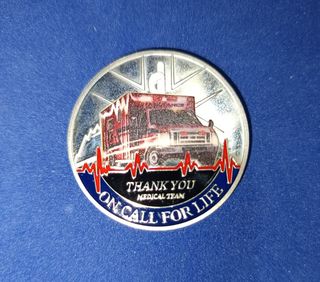 THANK YOU
MEDICAL TEAM
ON CALL FOR LIFE